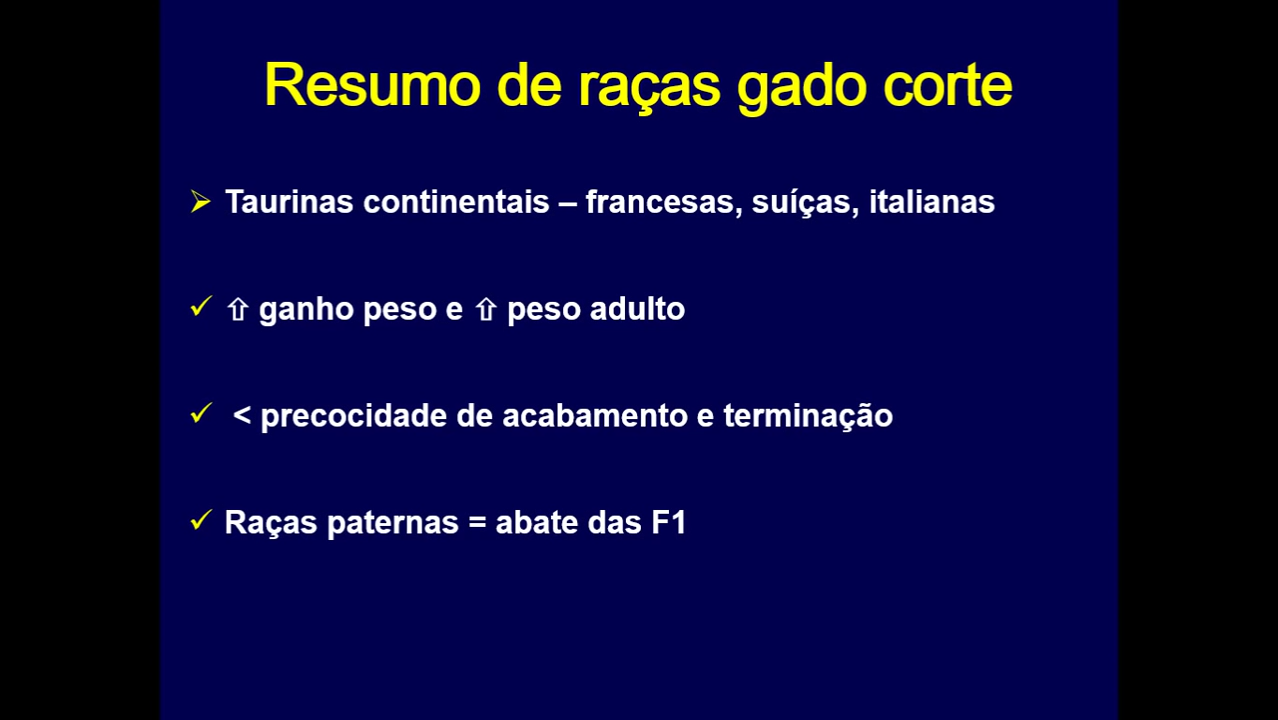 Resumo de raças gado corte
➢ Taurinas continentais – francesas, suíças, italianas
✓ ⇧ ganho peso e ⇧ peso adulto
✓ < precocidade de acabamento e terminação
✓ Raças paternas = abate das F1